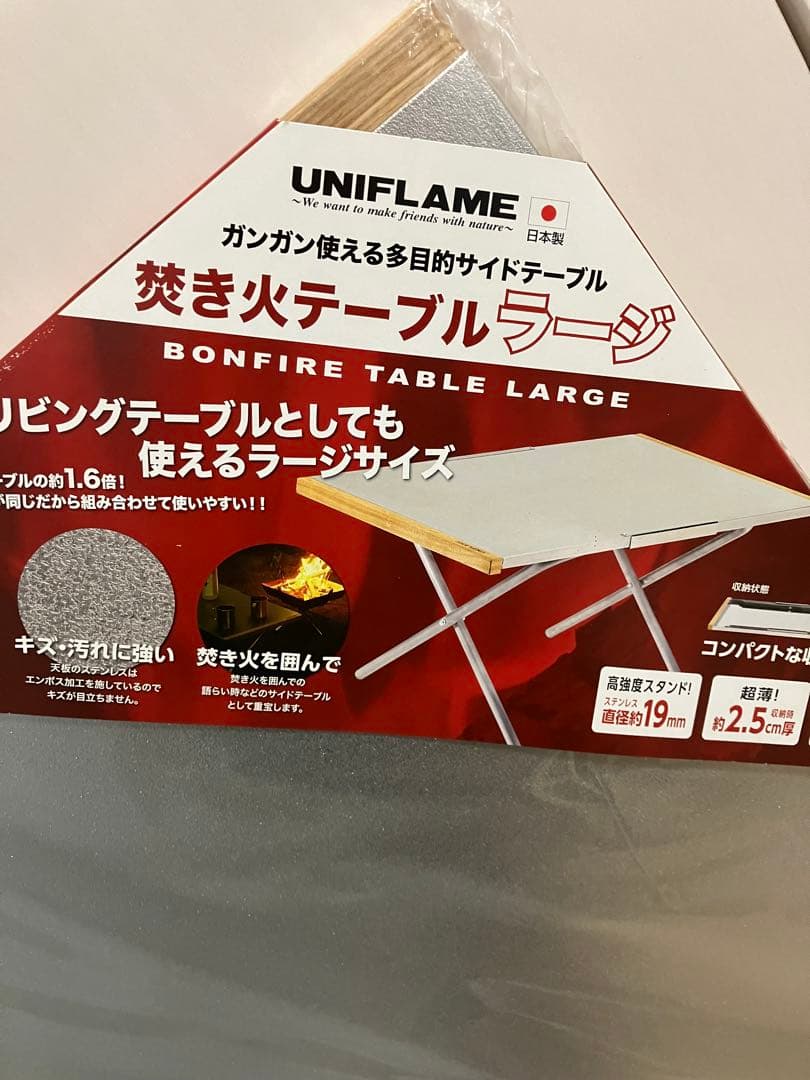 UNIFLAME
~We want to make friends with nature~
日本製
ガンガン使える多目的サイドテーブル
焚き火テーブルラージ
BONFIRE TABLE LARGE
リビングテーブルとしても
使えるラージサイズ
ーブルの約1.6倍!
が同じだから組み合わせて使いやすい!!
キズ・汚れに強い
天板のステンレスは
エンボス加工を施しているので
キズが目立ちません。
焚き火を囲んで
焚き火を囲んでの
語らい時などのサイドテーブル
として重宝します。
収納状態
コンパクトな収
高強度スタンド!
ステンレス
直径約19mm
超薄!
収納時
約2.5cm厚